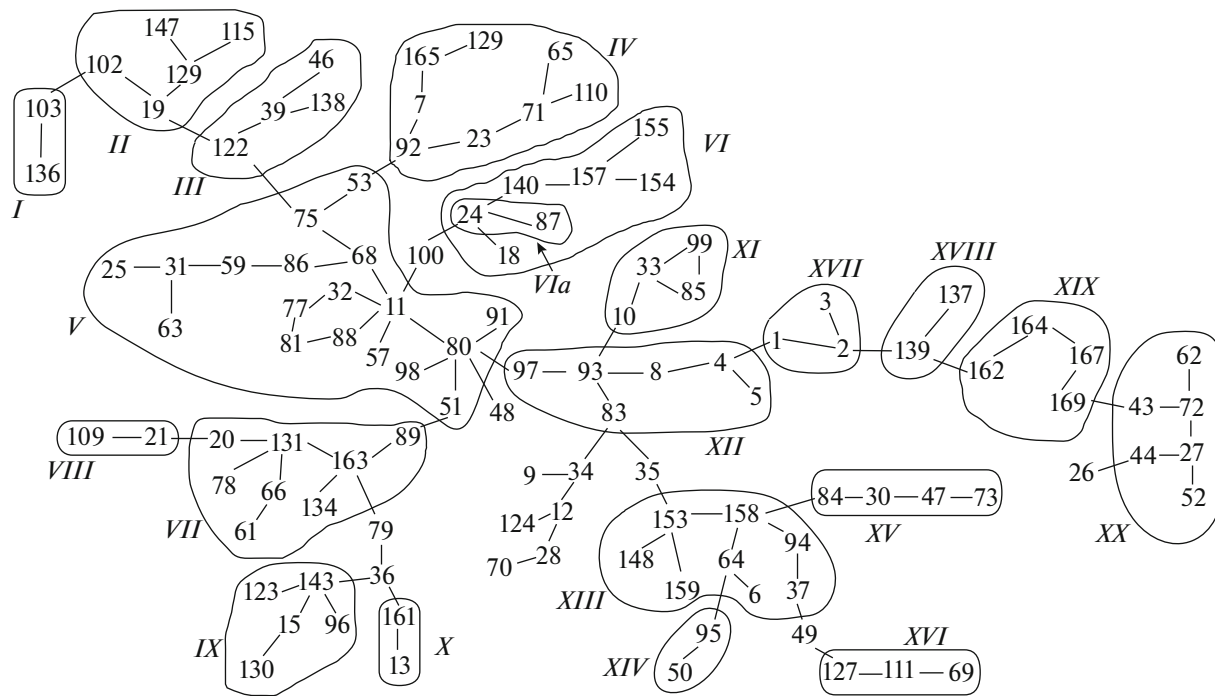 147 115 165 129 65 IV
102 129 46
103 19 39 138 7 71 110
II 122 92 23 VI 155
136 III 53 140 157 154
I 75 24 87 XI 99 XVIII
25 31 59 86 68 100 18 33 XVII 137 XIX
77 32 11 VIa 85 3 164 62
V 63 88 91 10 1 2 139 167
81 57 80 97 93 8 4 162 72
98 5 169 43
51 48 83 44 27
109 21 20 131 89 XII 26
VIII 163 9 34 35 52
78 66 134 84 30 47 73
VII 61 124 12 153 158 XV XX
79 70 28 148 94
123 143 36 64 37
15 96 161 XIII 159 6
IX X 95 49 XVI
130 13 XIV 50 127 111 69